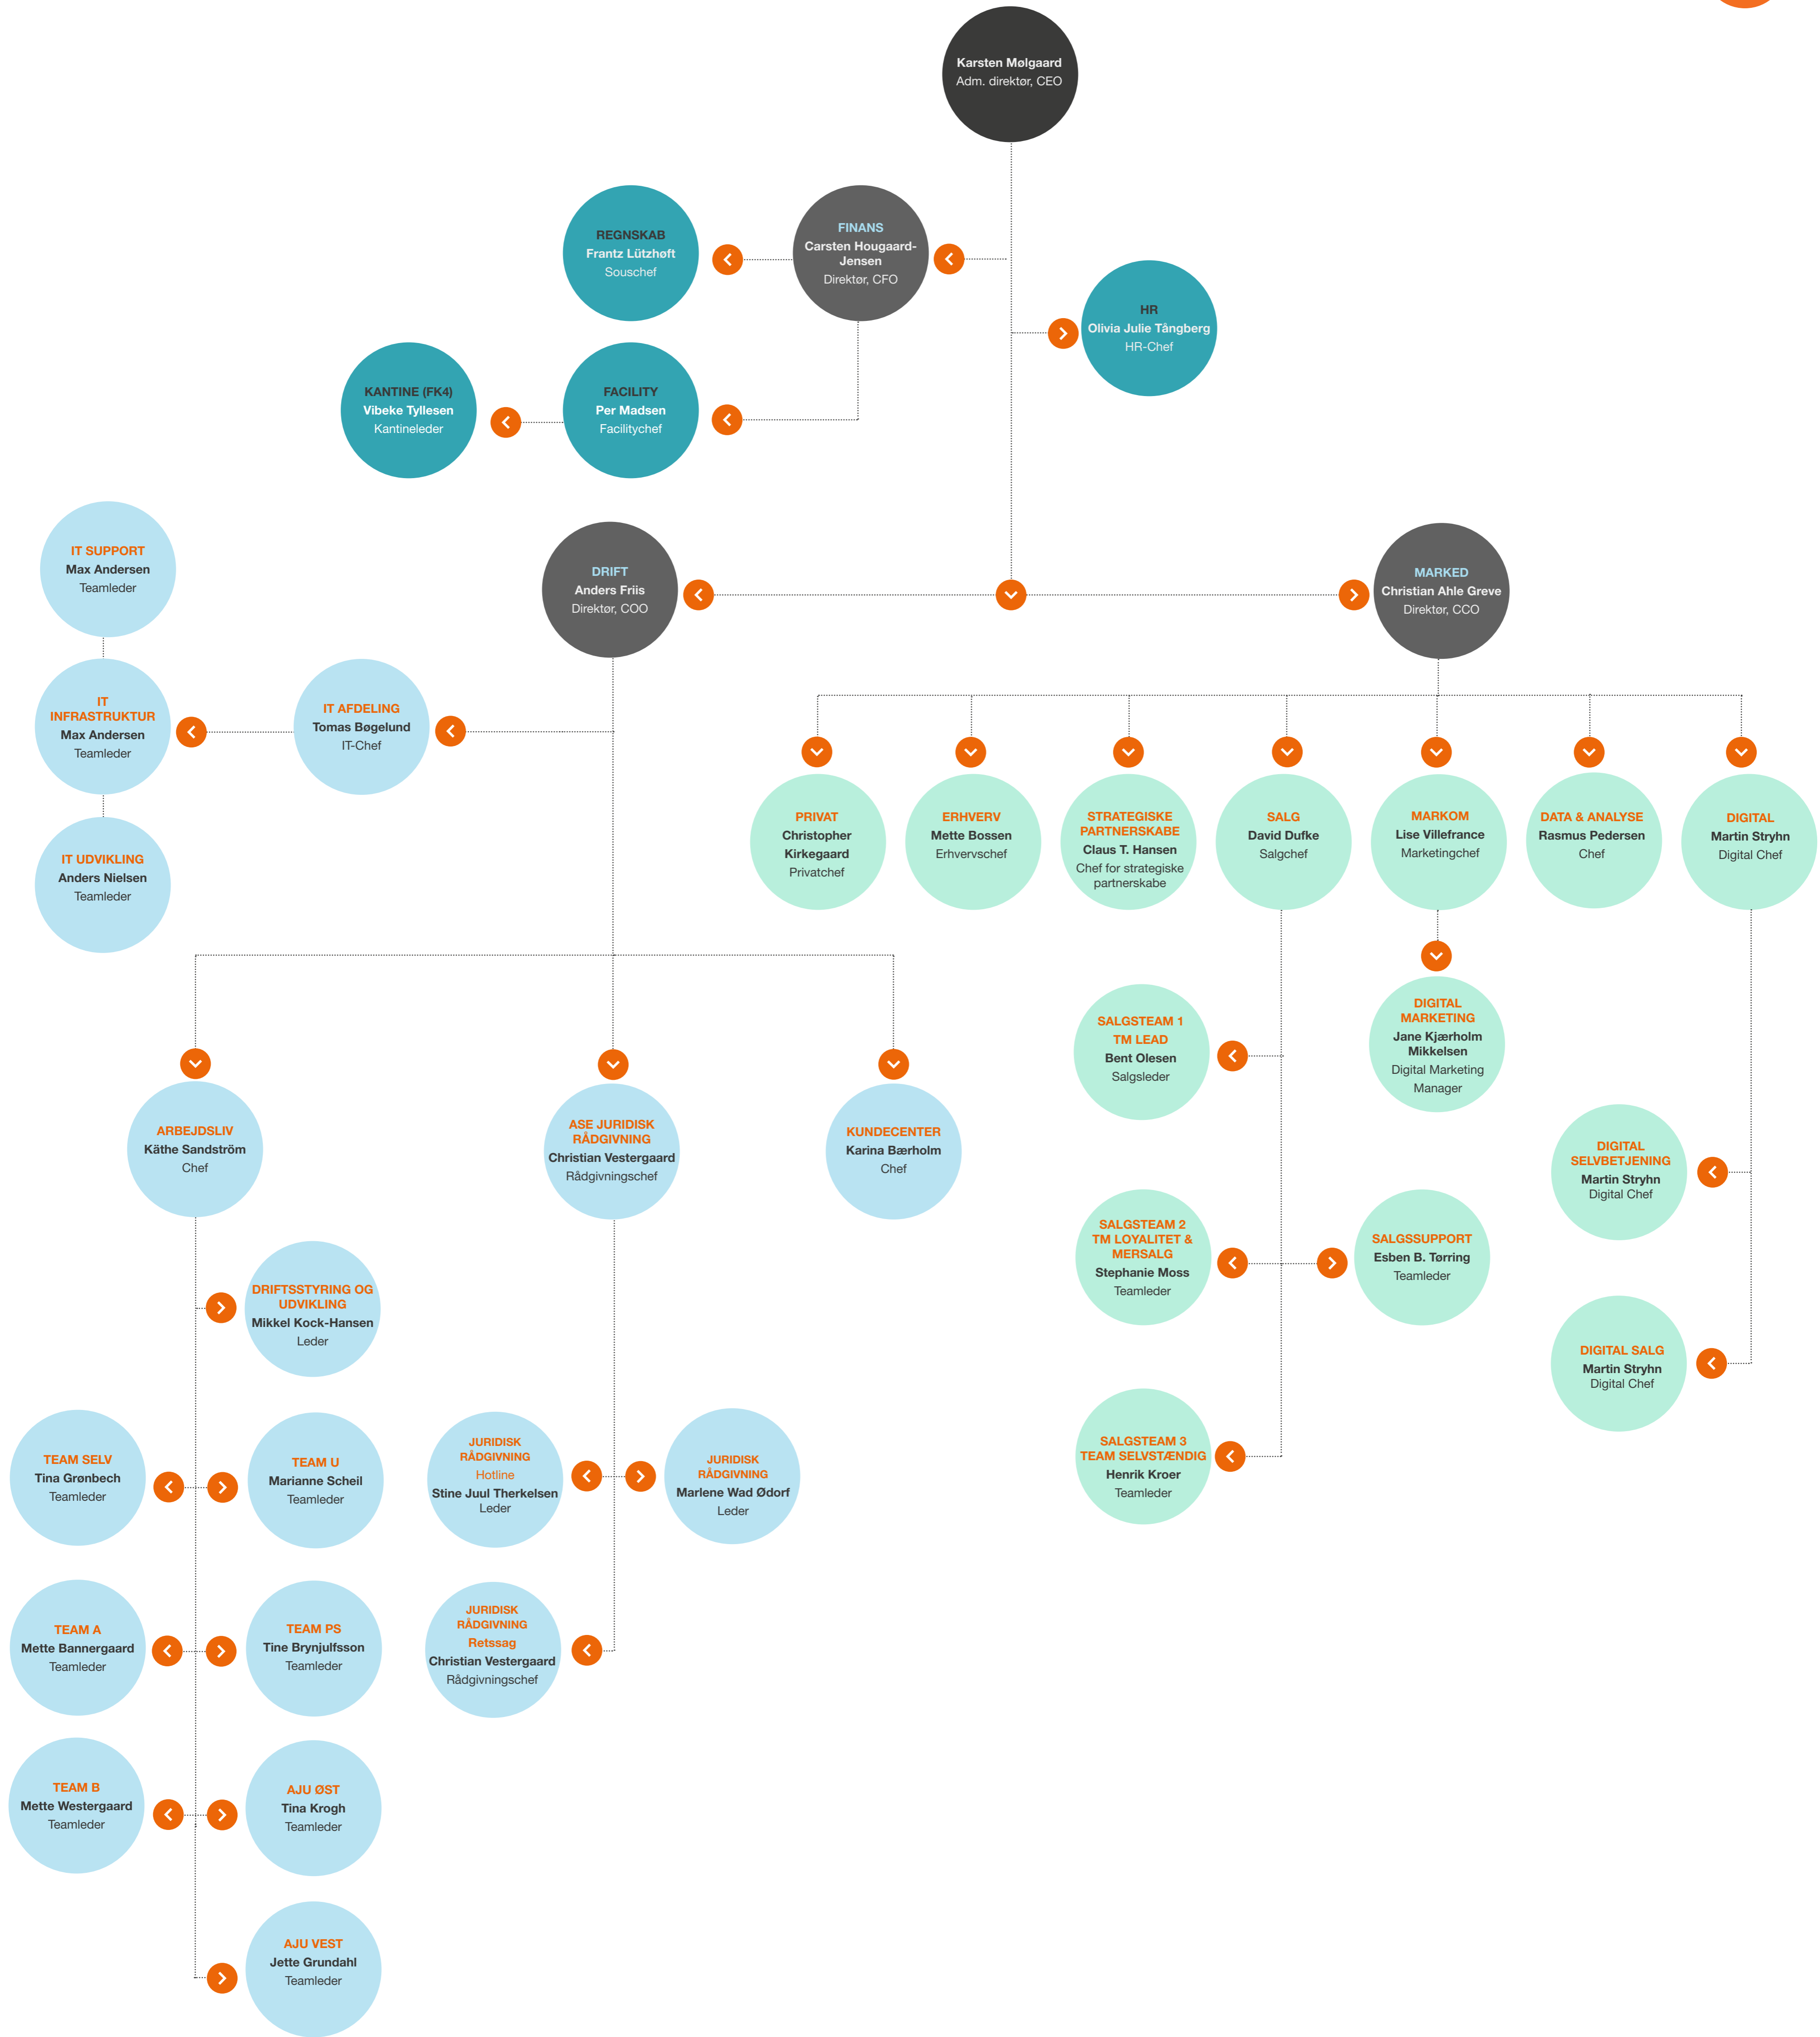 Karsten Mølgaard
Adm. direktør, CEO
REGNSKAB
Frantz Lützhøft
Souschef
FINANS
Carsten Hougaard-
Jensen
Direktør, CFO
HR
Olivia Julie Tångberg
HR-Chef
KANTINE (FK4)
Vibeke Tyllesen
Kantineleder
FACILITY
Per Madsen
Facilitychef
IT SUPPORT
Max Andersen
Teamleder
DRIFT
Anders Friis
Direktør, COO
MARKED
Christian Ahle Greve
Direktør, CCO
IT
INFRASTRUKTUR
Max Andersen
Teamleder
IT AFDELING
Tomas Bøgelund
IT-Chef
IT UDVIKLING
Anders Nielsen
Teamleder
PRIVAT
Christopher
Kirkegaard
Privatchef
ERHVERV
Mette Bossen
Erhvervschef
STRATEGISKE
PARTNERSKABE
Claus T. Hansen
Chef for strategiske
partnerskabe
SALG
David Dufke
Salgchef
MARKOM
Lise Villefrance
Marketingchef
DATA & ANALYSE
Rasmus Pedersen
Chef
DIGITAL
Martin Stryhn
Digital Chef
SALGSTEAM 1
TM LEAD
Bent Olesen
Salgsleder
DIGITAL
MARKETING
Jane Kjærholm
Mikkelsen
Digital Marketing
Manager
ARBEJDSLIV
Käthe Sandström
Chef
ASE JURIDISK
RÅDGIVNING
Christian Vestergaard
Rådgivningschef
KUNDECENTER
Karina Bærholm
Chef
DIGITAL
SELVBETJENING
Martin Stryhn
Digital Chef
SALGSTEAM 2
TM LOYALITET &
MERSALG
Stephanie Moss
Teamleder
SALGSSUPPORT
Esben B. Tørring
Teamleder
DRIFTSSTYRING OG
UDVIKLING
Mikkel Kock-Hansen
Leder
DIGITAL SALG
Martin Stryhn
Digital Chef
TEAM SELV
Tina Grønbech
Teamleder
TEAM U
Marianne Scheil
Teamleder
JURIDISK
RÅDGIVNING
Hotline
Stine Juul Therkelsen
Leder
JURIDISK
RÅDGIVNING
Marlene Wad Ødorf
Leder
SALGSTEAM 3
TEAM SELVSTÆNDIG
Henrik Kroer
Teamleder
TEAM A
Mette Bannergaard
Teamleder
TEAM PS
Tine Brynjulfsson
Teamleder
JURIDISK
RÅDGIVNING
Retssag
Christian Vestergaard
Rådgivningschef
TEAM B
Mette Westergaard
Teamleder
AJU ØST
Tina Krogh
Teamleder
AJU VEST
Jette Grundahl
Teamleder